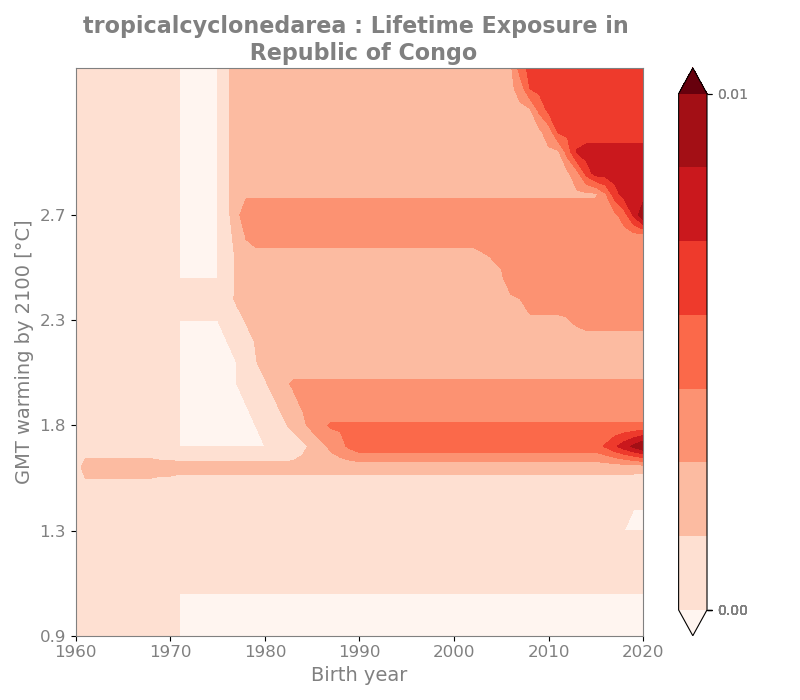 tropicalcyclonedarea : Lifetime Exposure in
Republic of Congo
GMT warming by 2100 [°C]
2.7
2.3
1.8
1.3
0.9
1960 1970 1980 1990 2000 2010 2020
Birth year
0.01
0.00